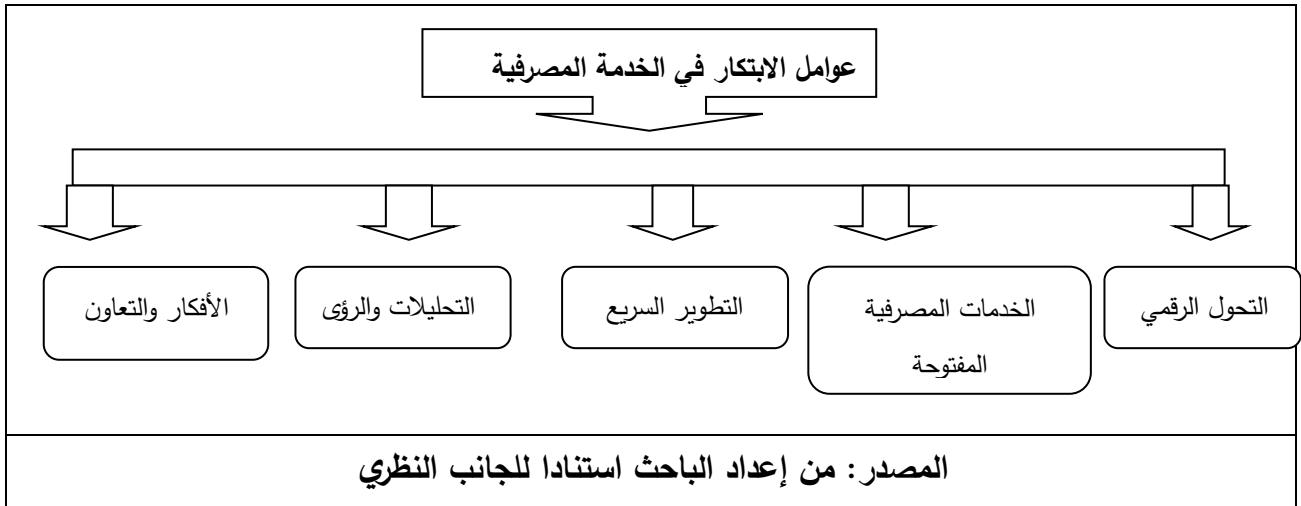 عوامل الابتكار في الخدمة المصرفية
التحول الرقمي
الخدمات المصرفية
المفتوحة
التطوير السريع
التحليلات والرؤى
الأفكار والتعاون
المصدر: من إعداد الباحث استنادا للجانب النظري